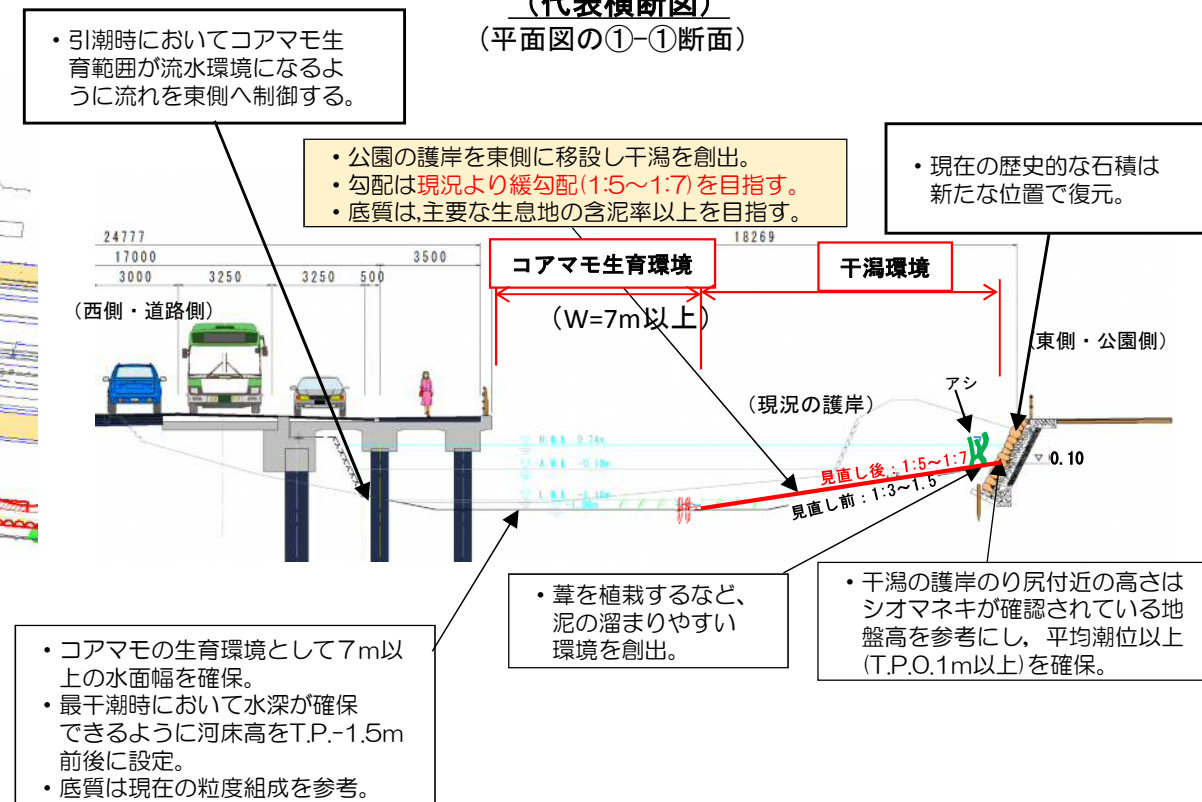 （代表横断図）
（平面図の①-①断面）
・引潮時においてコアマモ生
育範囲が流水環境になるよ
うに流れを東側へ制御する。
・公園の護岸を東側に移設し干潟を創出。
・勾配は現況より緩勾配(1:5～1:7)を目指す。
・底質は,主要な生息地の含泥率以上を目指す。
・現在の歴史的な石積は
新たな位置で復元。
24777
18269
17000
3500
3000
3250
3250
500
コアマモ生育環境
干潟環境
（W=7m以上）
（西側・道路側）
（東側・公園側）
アシ
（現況の護岸）
H.W.L 0.74m
▽ 0.10
見直し後：1:5～1:7
見直し前：1:3～1.5
・葦を植栽するなど、
泥の溜まりやすい
環境を創出。
・干潟の護岸のり尻付近の高さは
シオマネキが確認されている地
盤高を参考にし，平均潮位以上
(T.P.0.1m以上)を確保。
・コアマモの生育環境として７m以
上の水面幅を確保。
・最干潮時において水深が確保
できるように河床高をT.P.-1.5m
前後に設定。
・底質は現在の粒度組成を参考。